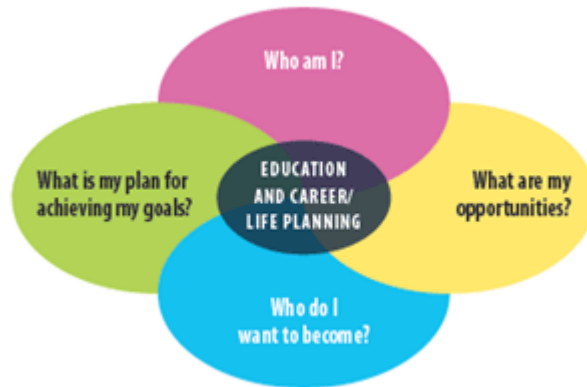 Who am I?
What is my plan for
achieving my goals?
EDUCATION
AND CAREER/
LIFE PLANNING
What are my
opportunities?
Who do I
want to become?